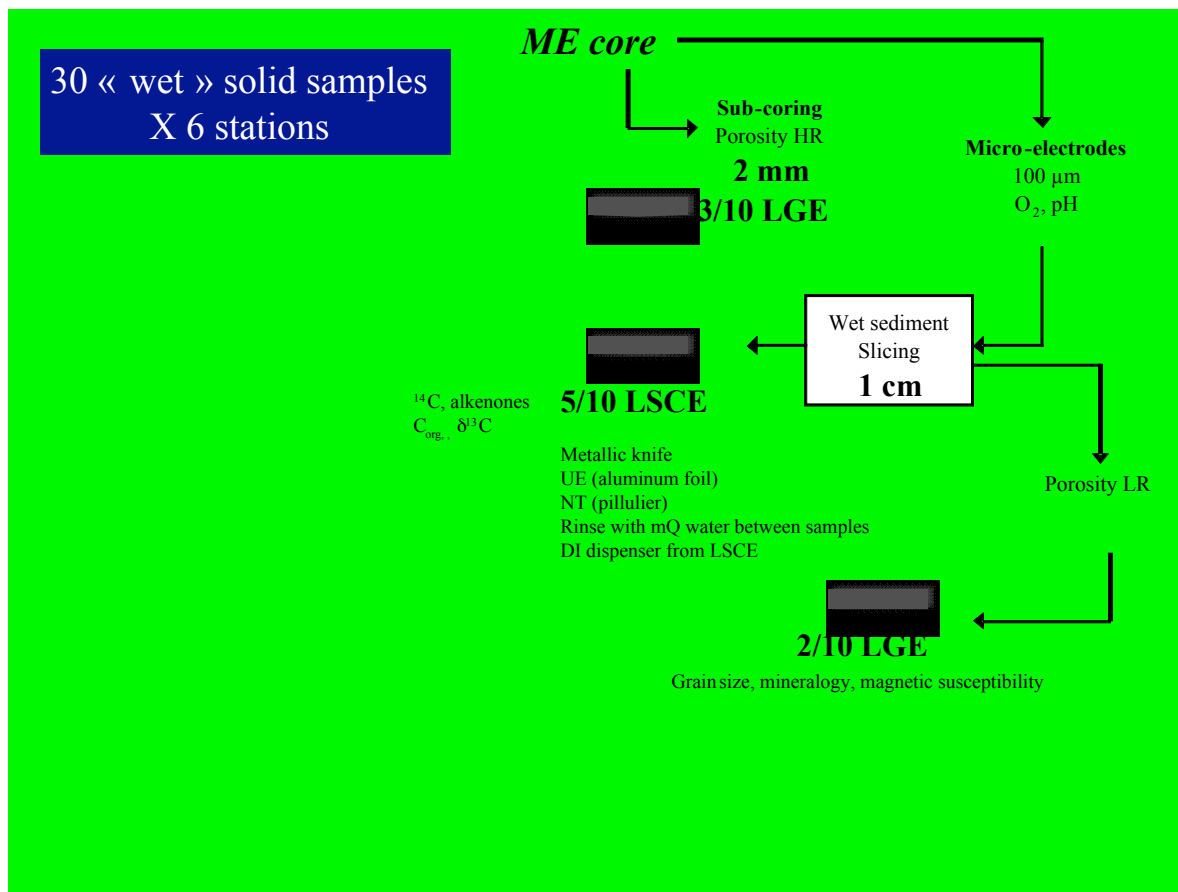 ME core
30 « wet » solid samples
X 6 stations
Sub-coring
Porosity HR
2 mm
3/10 LGE
Micro-electrodes
100 µm
O₂, pH
Wet sediment
Slicing
1 cm
¹⁴C, alkenones
C_org, , δ¹³C
5/10 LSCE
Metallic knife
UE (aluminum foil)
NT (pillulier)
Rinse with mQ water between samples
DI dispenser from LSCE
Porosity LR
2/10 LGE
Grain size, mineralogy, magnetic susceptibility